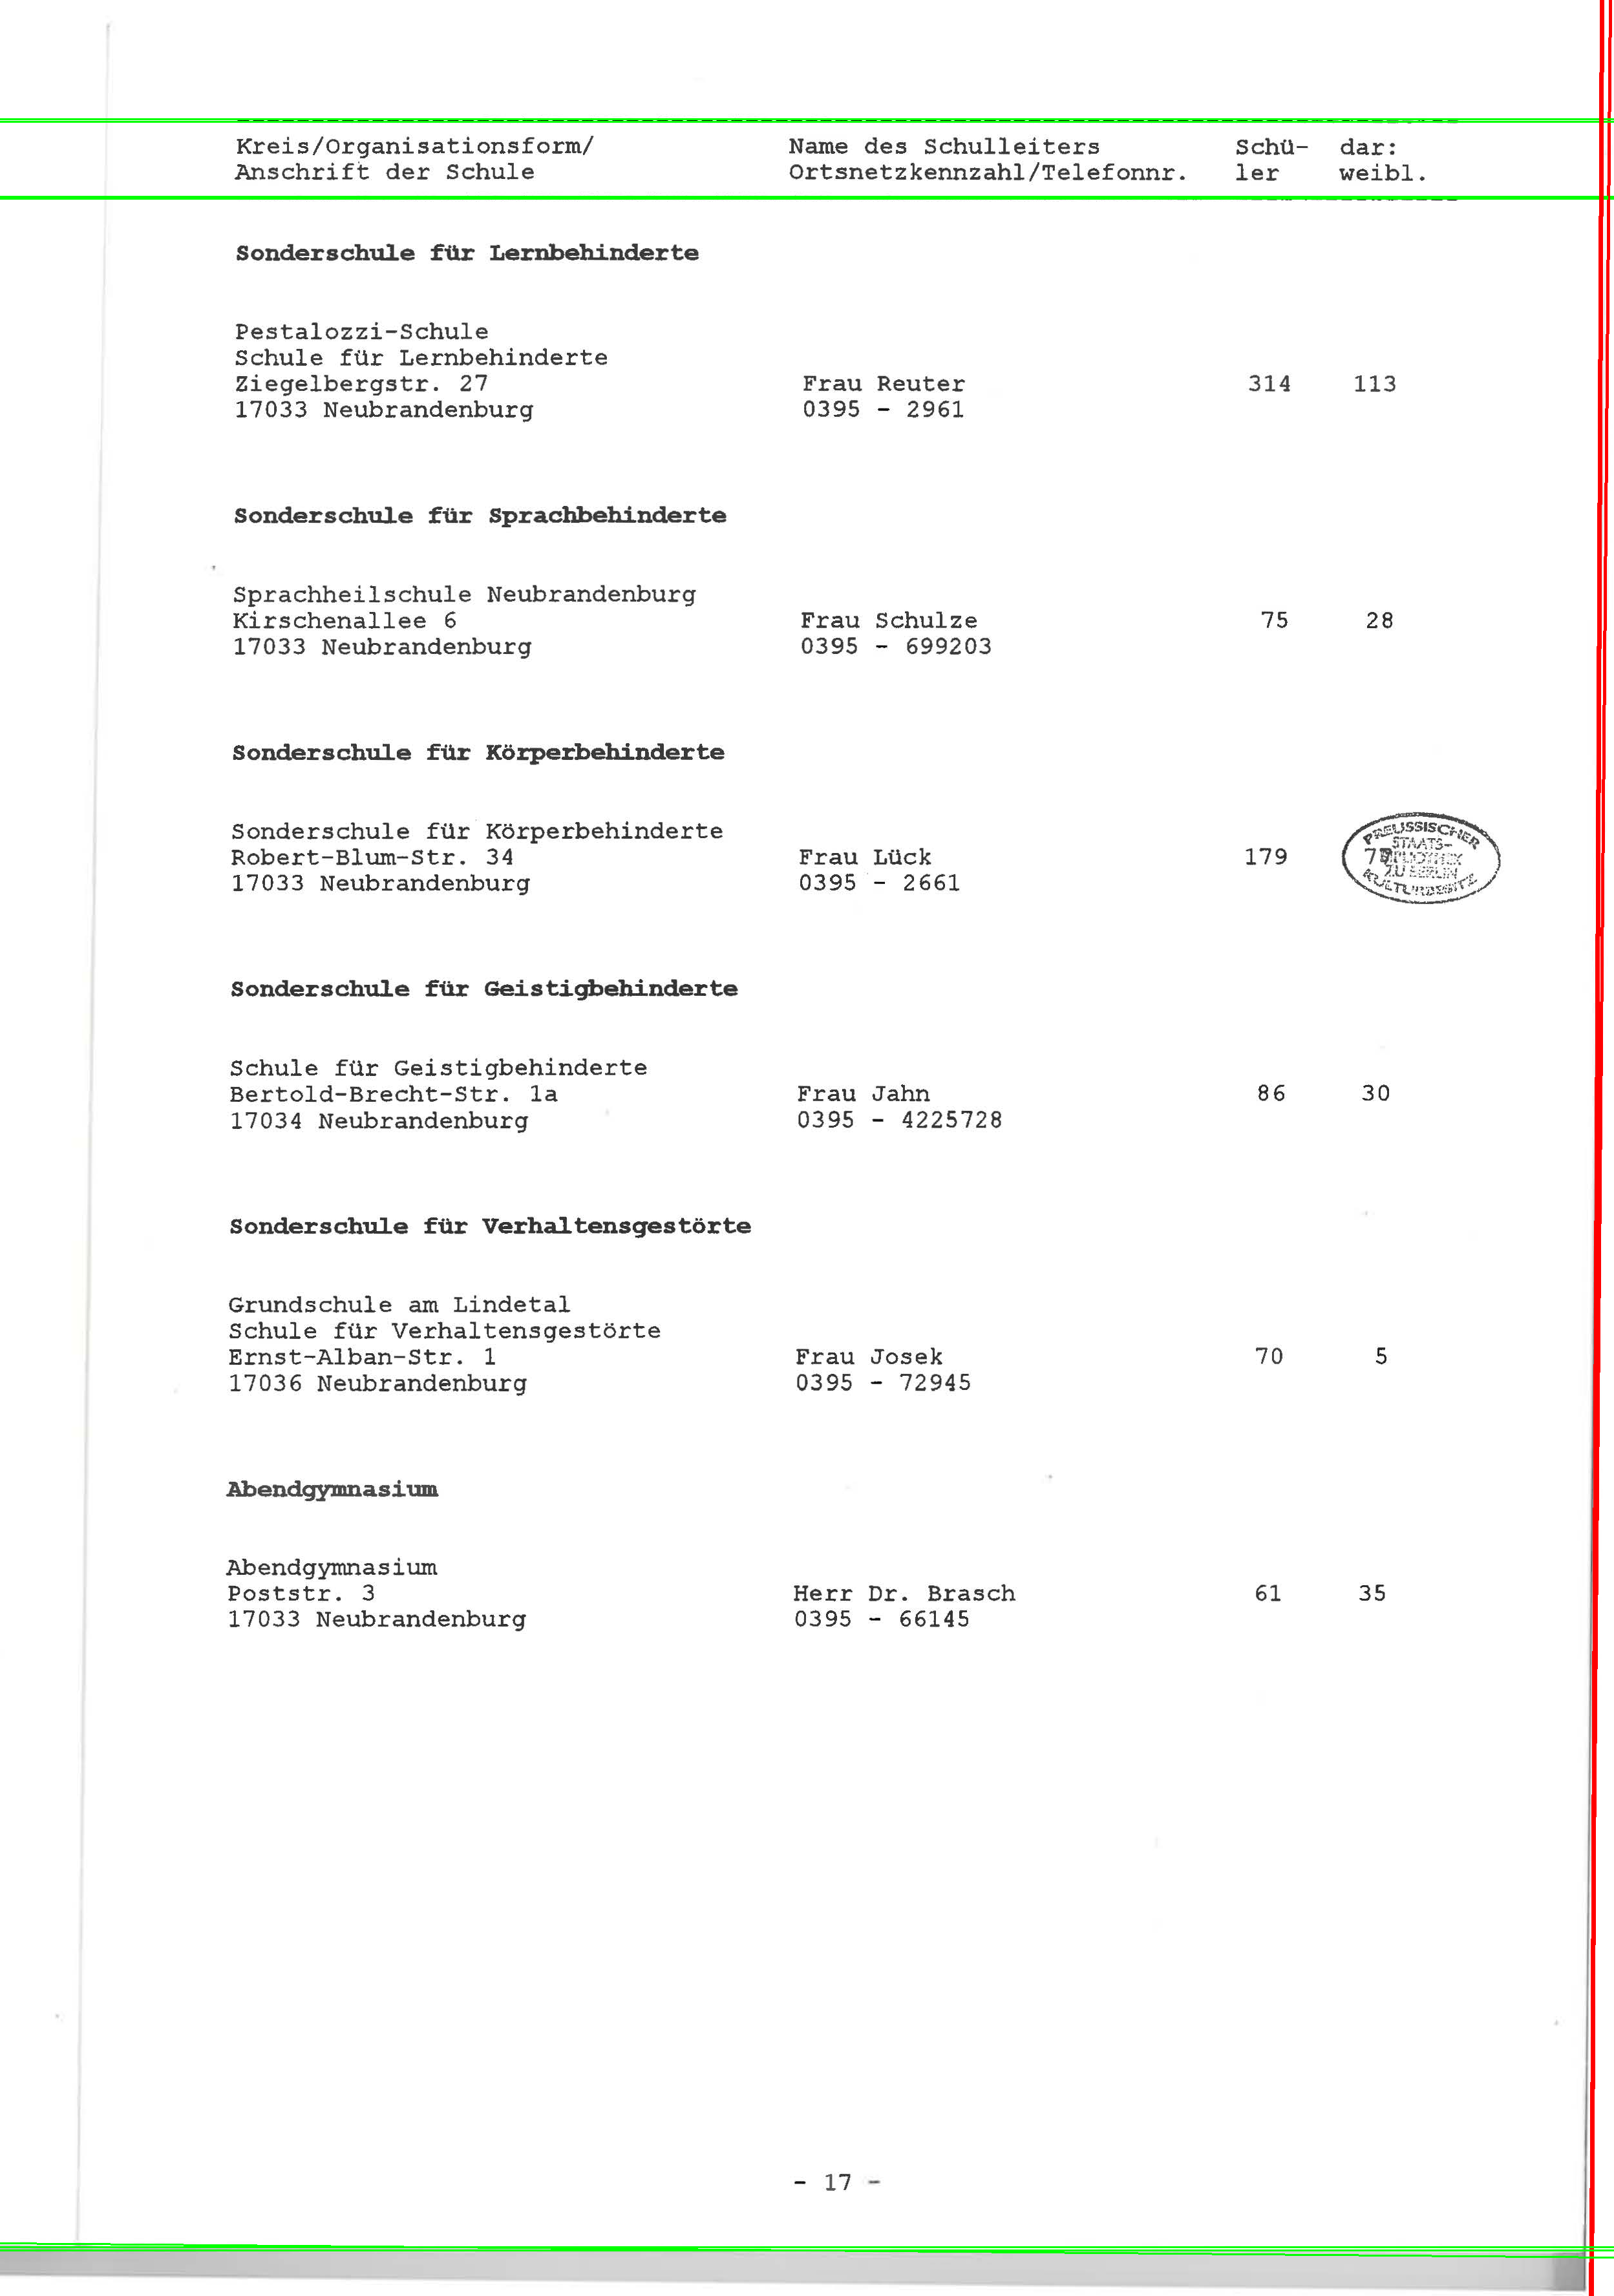 Kreis/Organisationsform/ Name des Schulleiters Schü- dar:
Anschrift der Schule Ortsnetzkennzahl/Telefonnr. ler weibl.
Sonderschule für Lernbehinderte
Pestalozzi-Schule
Schule für Lernbehinderte
Ziegelbergstr. 27 Frau Reuter 314 113
17033 Neubrandenburg 0395 - 2961
Sonderschule für Sprachbehinderte
Sprachheilschule Neubrandenburg
Kirschenallee 6 Frau Schulze 75 28
17033 Neubrandenburg 0395 - 699203
Sonderschule für Körperbehinderte
Sonderschule für Körperbehinderte
Robert-Blum-Str. 34 Frau Lück 179
17033 Neubrandenburg 0395 - 2661
PREUSSISCHER
STAATS-
BIBLIOTHEK
ZU BERLIN
KULTURBESITZ
Sonderschule für Geistigbehinderte
Schule für Geistigbehinderte
Bertold-Brecht-Str. 1a Frau Jahn 86 30
17034 Neubrandenburg 0395 - 4225728
Sonderschule für Verhaltensgestörte
Grundschule am Lindetal
Schule für Verhaltensgestörte
Ernst-Alban-Str. 1 Frau Josek 70 5
17036 Neubrandenburg 0395 - 72945
Abendgymnasium
Abendgymnasium
Poststr. 3 Herr Dr. Brasch 61 35
17033 Neubrandenburg 0395 - 66145
- 17 -